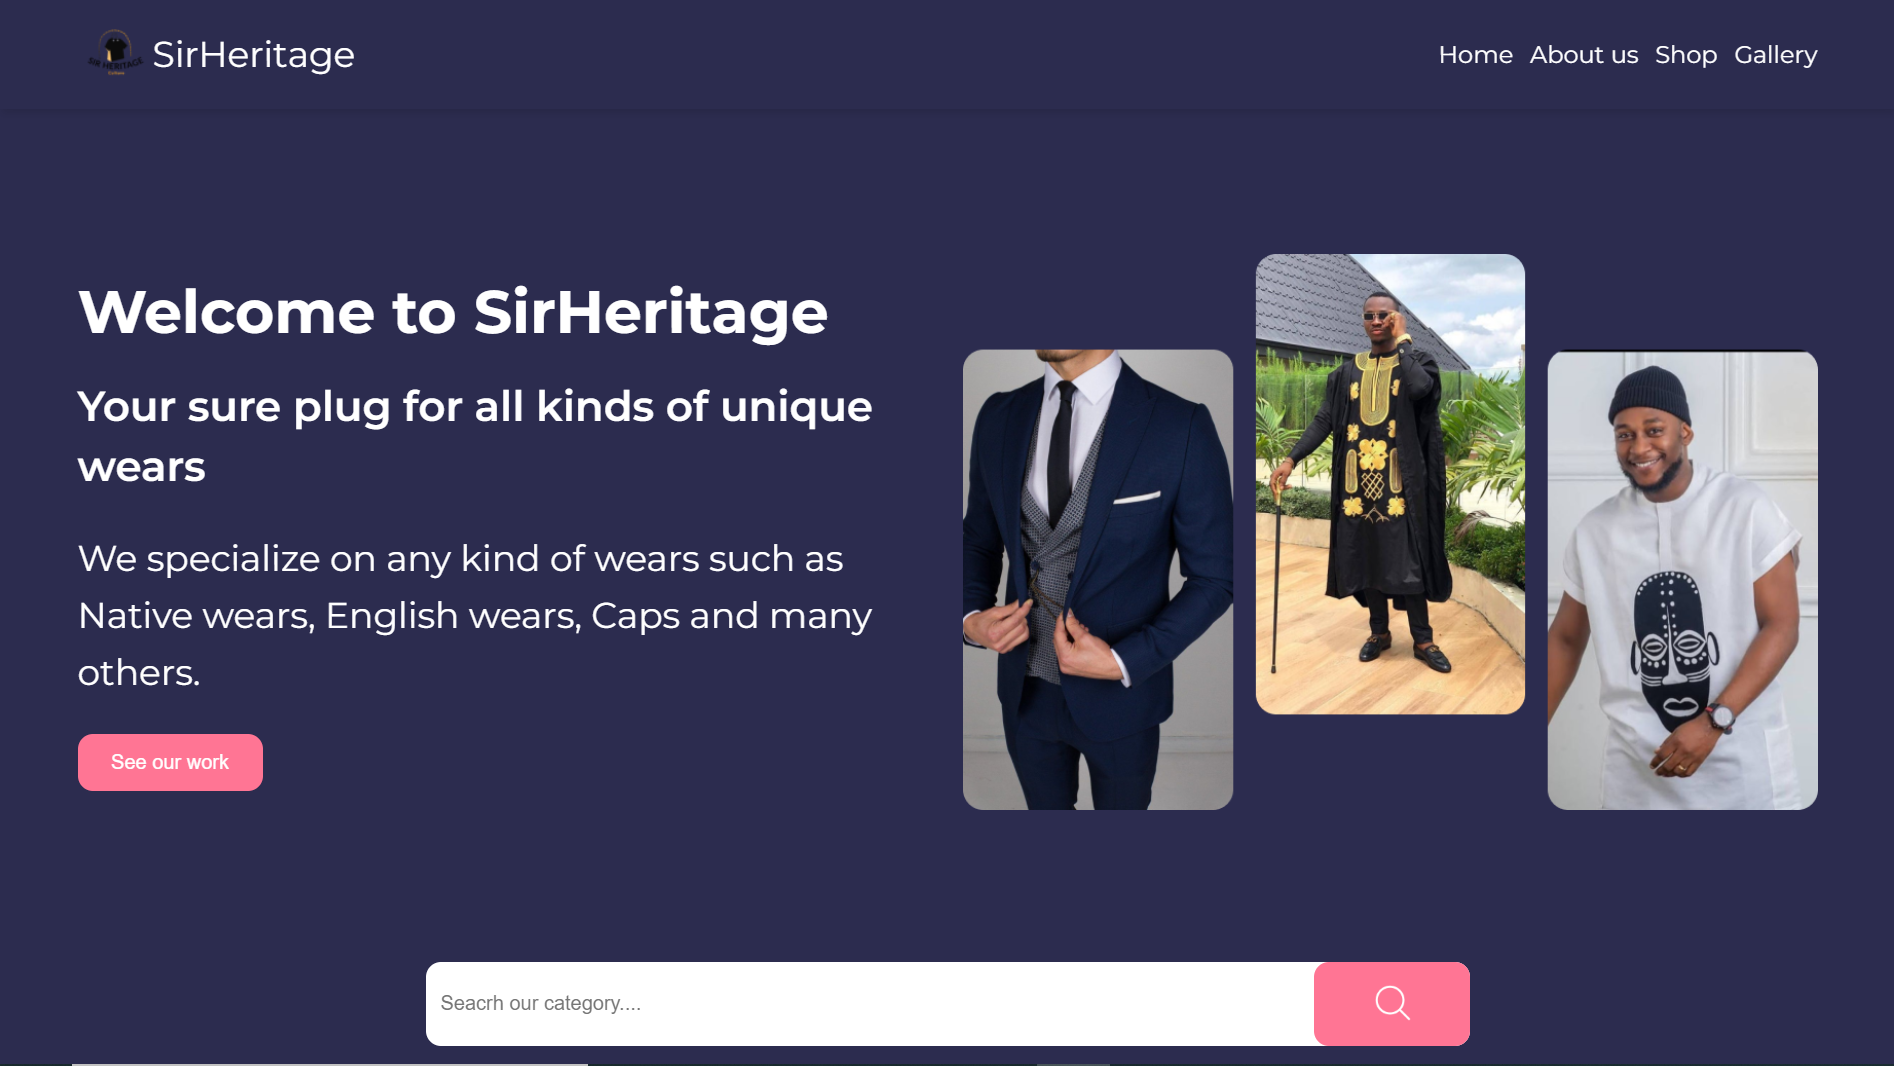 SIR HERITAGE
SirHeritage
Home About us Shop Gallery
Welcome to SirHeritage
Your sure plug for all kinds of unique
wears
We specialize on any kind of wears such as
Native wears, English wears, Caps and many
others.
See our work
Seacrh our category....